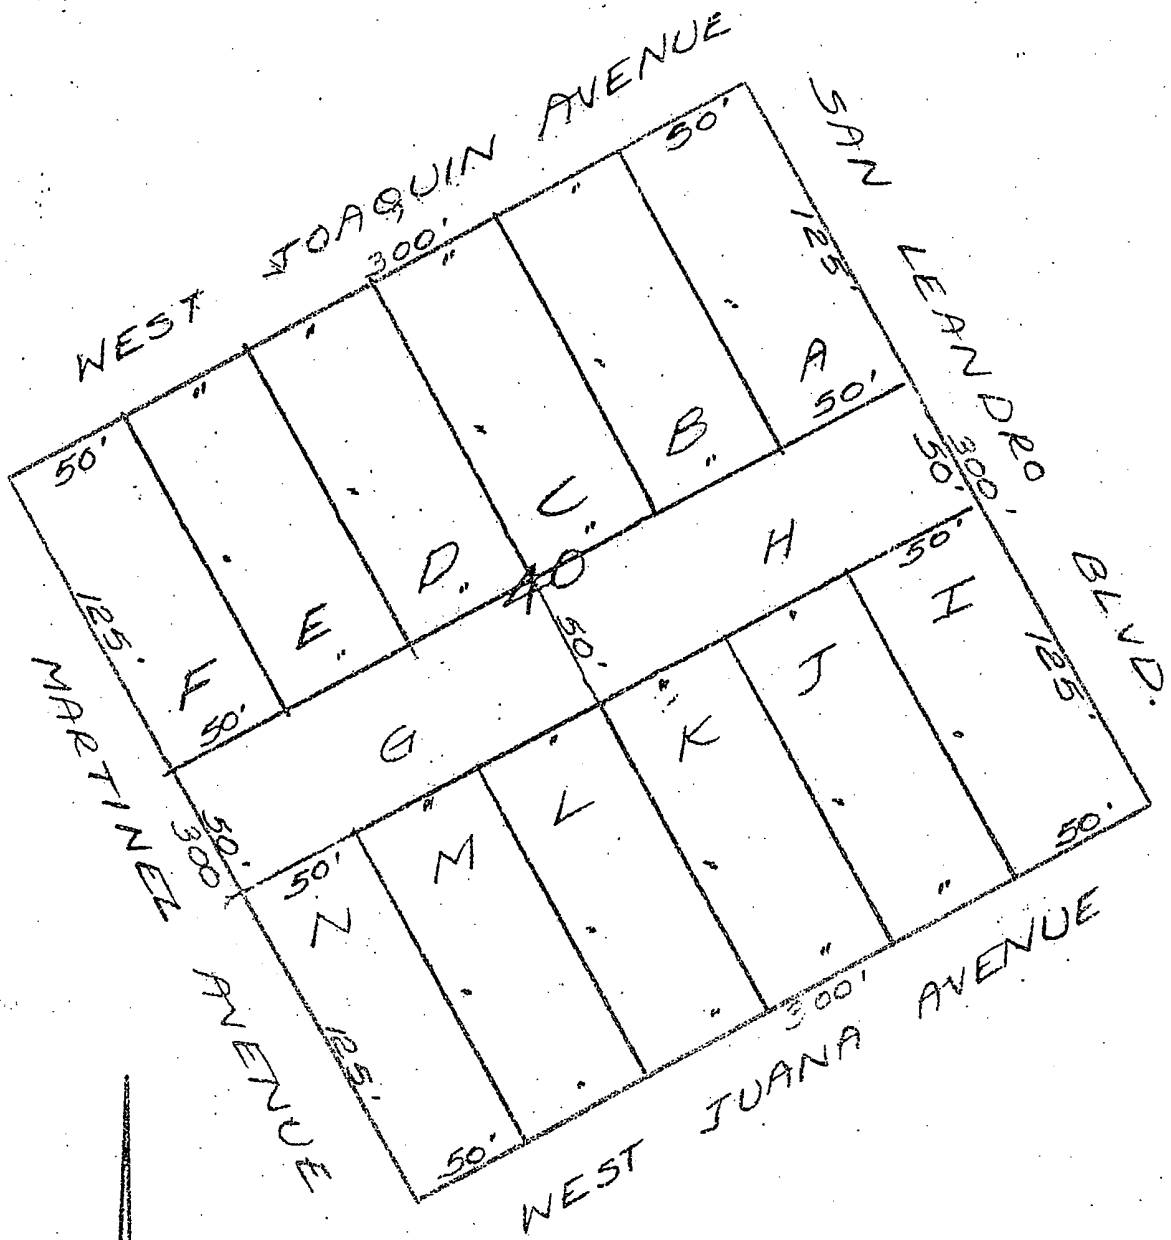 WEST JOAQUIN AVENUE
300'
50'
"
"
"
"
50'
SAN LEANDRO BLVD.
125'
A
50'
B
"
C
"
D
"
E
"
F
50'
125'
40
50'
300'
H
50'
G
50'
300
MARTINEZ AVENUE
50'
I
J
K
L
M
N
50'
125'
125'
50'
"
"
"
50'
300'
WEST JUANA AVENUE